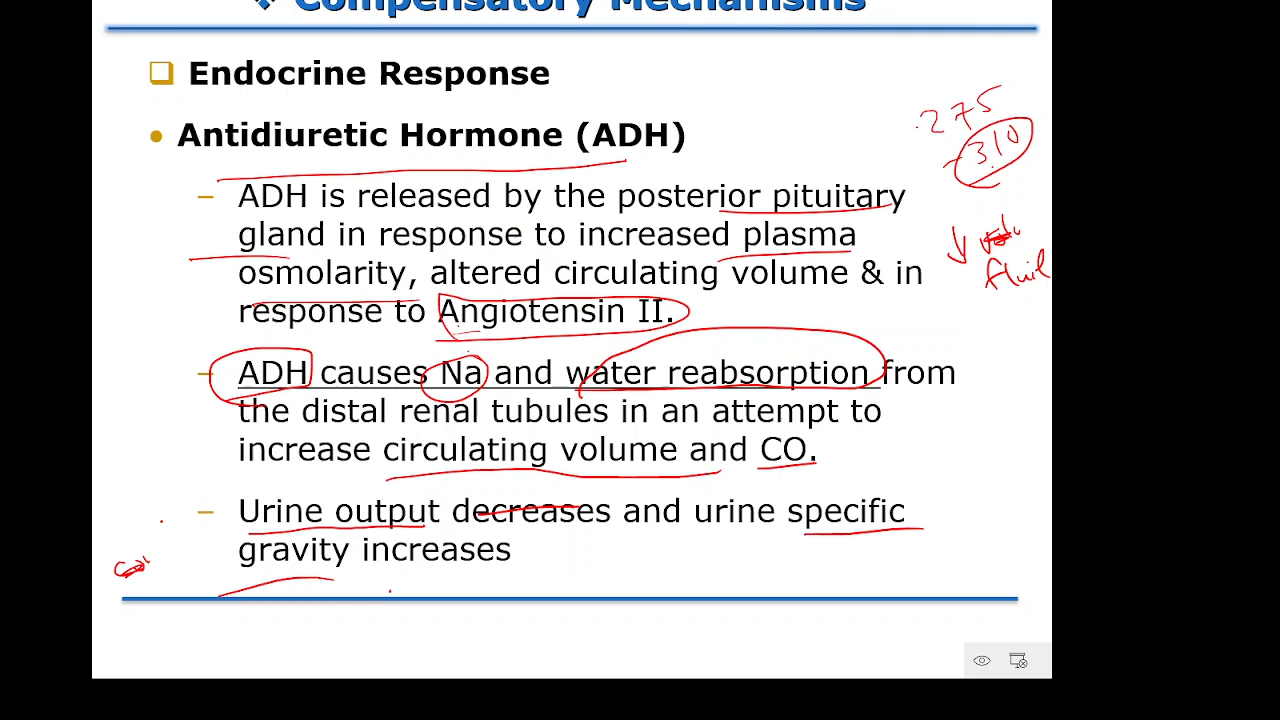 ❖ Compensatory Mechanisms
❑ Endocrine Response
• Antidiuretic Hormone (ADH)
– ADH is released by the posterior pituitary
gland in response to increased plasma
osmolarity, altered circulating volume & in
response to Angiotensin II.
– ADH causes Na and water reabsorption from
the distal renal tubules in an attempt to
increase circulating volume and CO.
– Urine output decreases and urine specific
gravity increases
275
- 310
↓
fluid